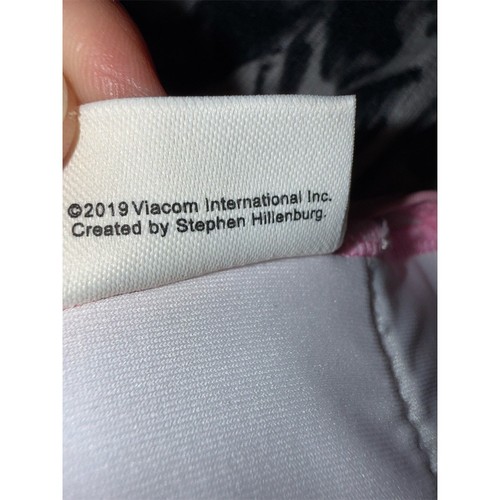 ©2019 Viacom International Inc.
Created by Stephen Hillenburg.